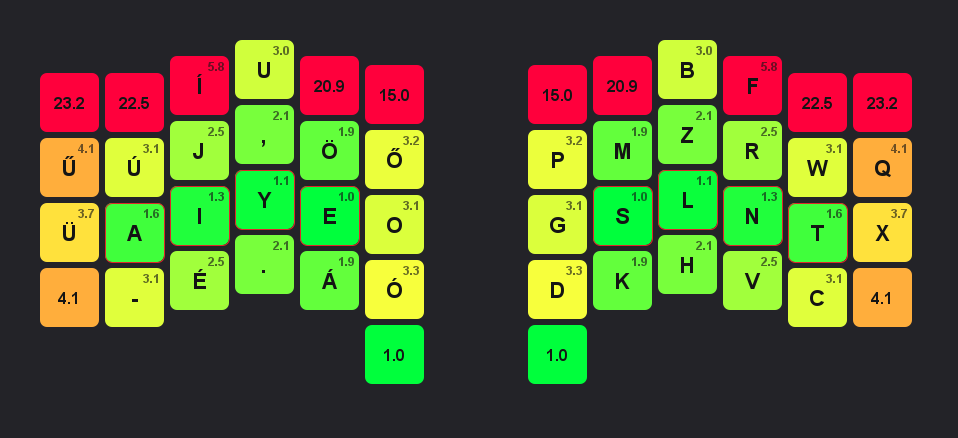 23.2 22.5 5.8 Í 3.0 U 20.9 15.0 15.0 20.9 3.0 B 5.8 F 22.5 23.2
4.1 Ű 3.1 Ú 2.5 J 2.1 , 1.9 Ö 3.2 Ő 3.2 P 1.9 M 2.1 Z 2.5 R 3.1 W 4.1 Q
3.7 Ü 1.6 A 1.3 I 1.1 Y 1.0 E 3.1 O 3.1 G 1.0 S 1.1 L 1.3 N 1.6 T 3.7 X
4.1 3.1 - 2.5 É 2.1 . 1.9 Á 3.3 Ó 3.3 D 1.9 K 2.1 H 2.5 V 3.1 C 4.1
1.0 1.0